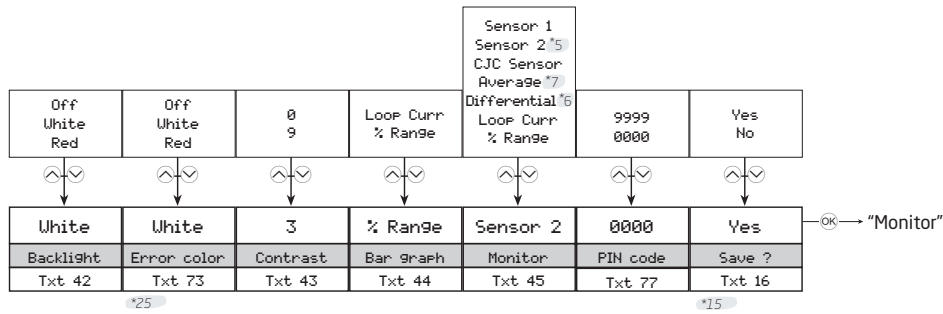 Sensor 1
Sensor 2 *5
CJC Sensor
Average *7
Differential *6
Loop Curr
% Range
Off
White
Red
Off
White
Red
0
9
Loop Curr
% Range
9999
0000
Yes
No
White
White
3
% Range
Sensor 2
0000
Yes
OK
"Monitor"
Backlight
Error color
Contrast
Bar graph
Monitor
PIN code
Save ?
Txt 42
Txt 73
Txt 43
Txt 44
Txt 45
Txt 77
Txt 16
*25
*15